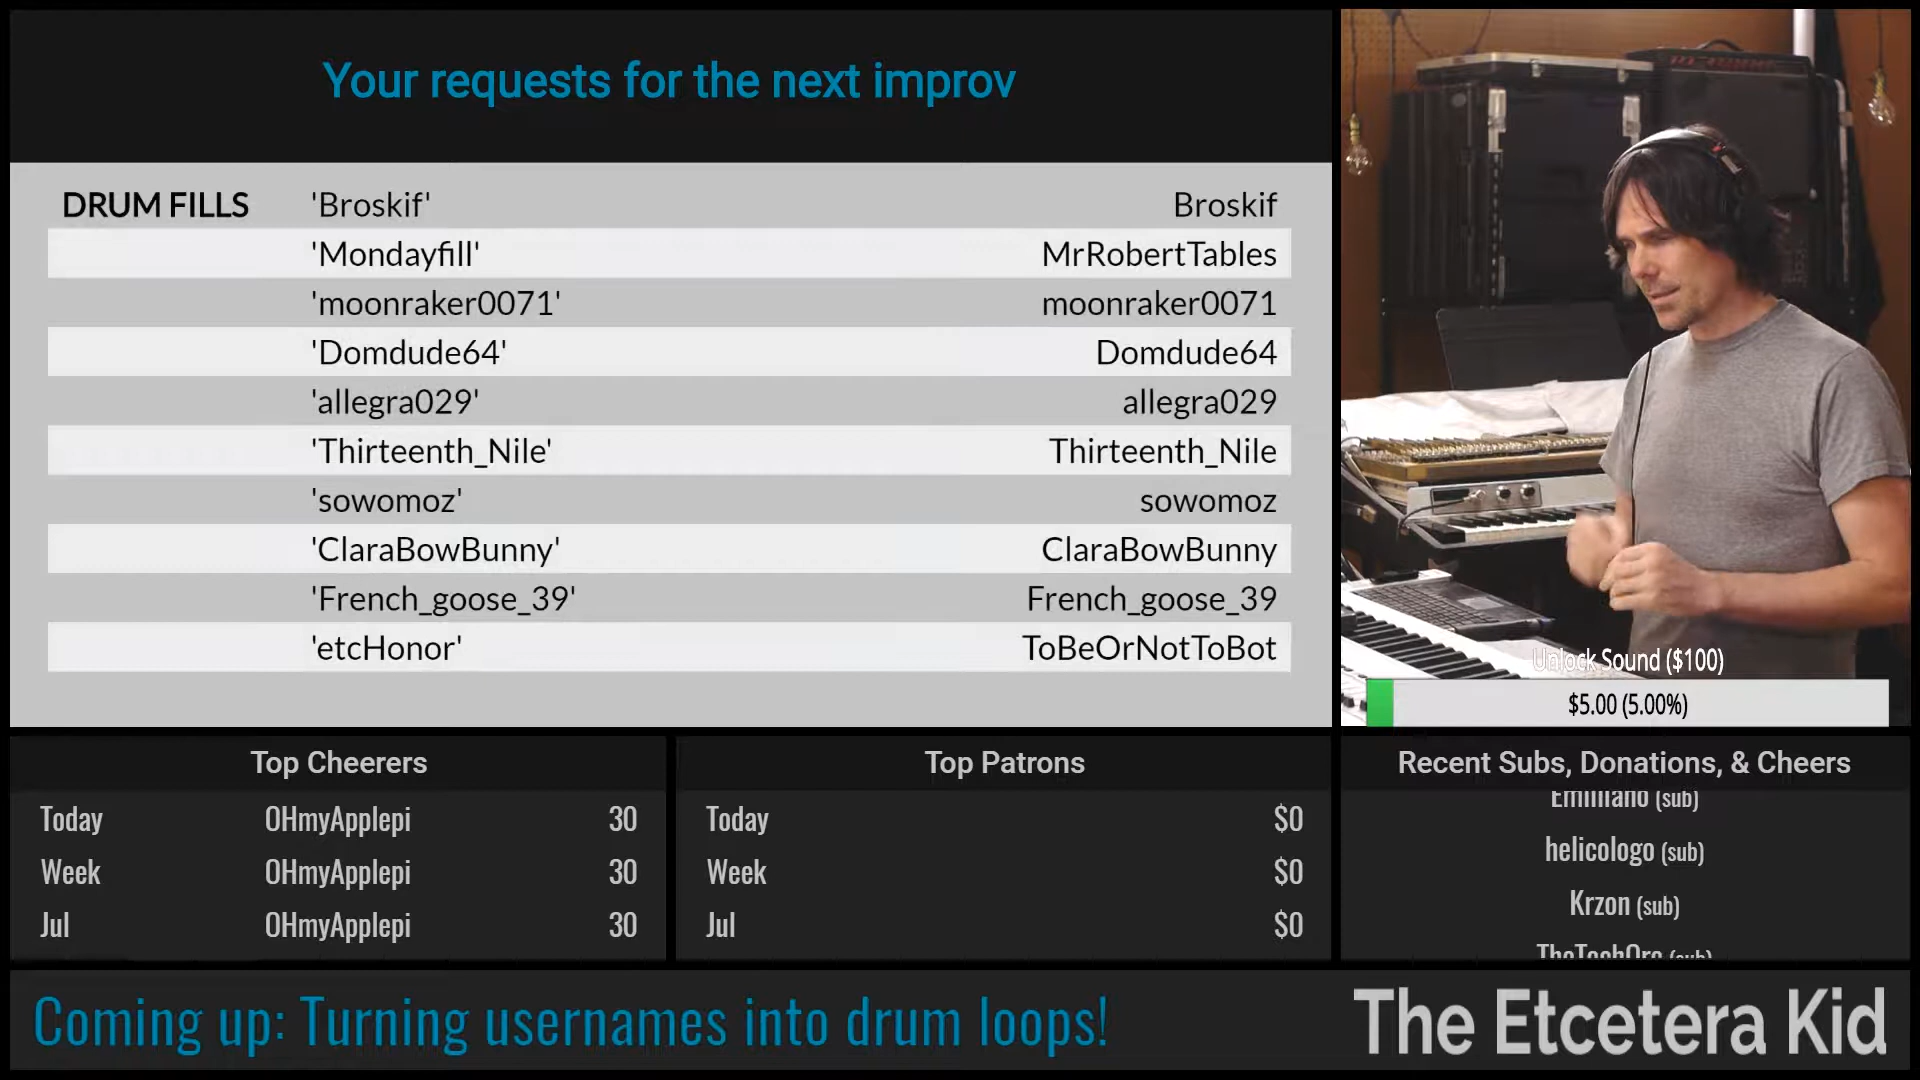 Your requests for the next improv
DRUM FILLS 'Broskif' Broskif
'Mondayfill' MrRobertTables
'moonraker0071' moonraker0071
'Domdude64' Domdude64
'allegra029' allegra029
'Thirteenth_Nile' Thirteenth_Nile
'sowomoz' sowomoz
'ClaraBowBunny' ClaraBowBunny
'French_goose_39' French_goose_39
'etcHonor' ToBeOrNotToBot
Unlock Sound ($100)
$5.00 (5.00%)
Top Cheerers
Today OHmyApplepi 30
Week OHmyApplepi 30
Jul OHmyApplepi 30
Top Patrons
Today $0
Week $0
Jul $0
Recent Subs, Donations, & Cheers
Emiliano (sub)
helicologo (sub)
Krzon (sub)
(sub)
Coming up: Turning usernames into drum loops!
The Etcetera Kid